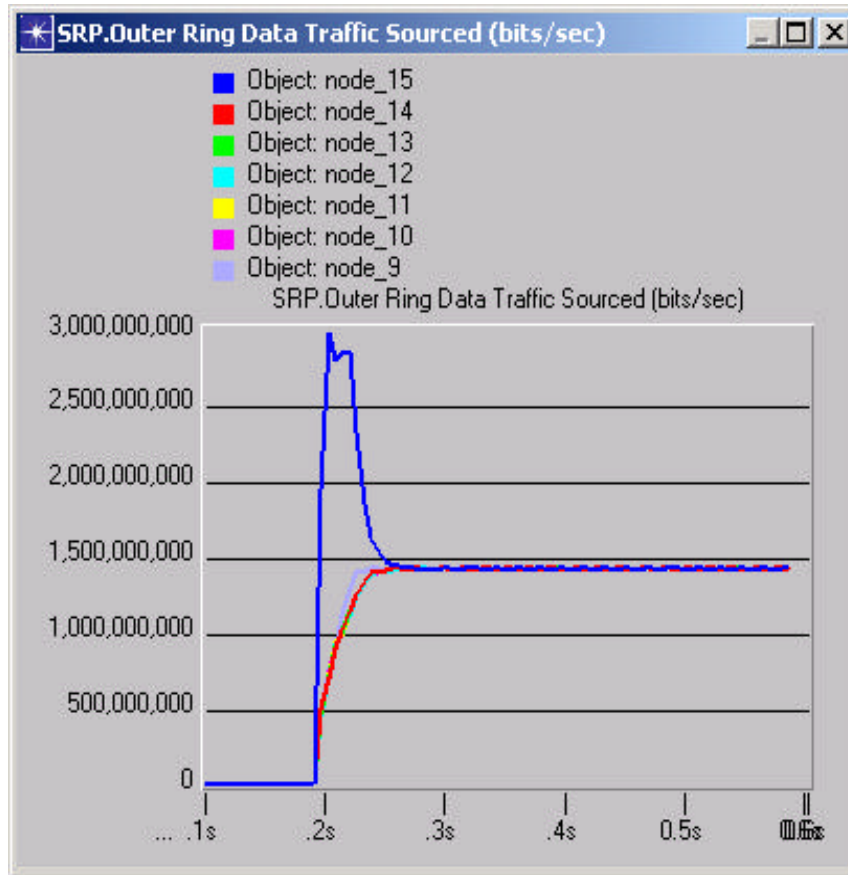 SRP.Outer Ring Data Traffic Sourced (bits/sec)
Object: node_15
Object: node_14
Object: node_13
Object: node_12
Object: node_11
Object: node_10
Object: node_9
SRP.Outer Ring Data Traffic Sourced (bits/sec)
3,000,000,000
2,500,000,000
2,000,000,000
1,500,000,000
1,000,000,000
500,000,000
0
... .1s .2s .3s .4s 0.5s